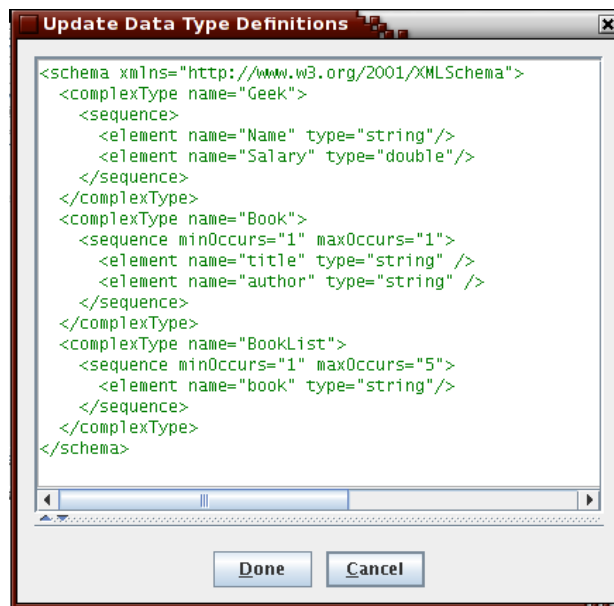 Update Data Type Definitions
<schema xmlns="http://www.w3.org/2001/XMLSchema">
  <complexType name="Geek">
    <sequence>
      <element name="Name" type="string"/>
      <element name="Salary" type="double"/>
    </sequence>
  </complexType>
  <complexType name="Book">
    <sequence minOccurs="1" maxOccurs="1">
      <element name="title" type="string" />
      <element name="author" type="string" />
    </sequence>
  </complexType>
  <complexType name="BookList">
    <sequence minOccurs="1" maxOccurs="5">
      <element name="book" type="string"/>
    </sequence>
  </complexType>
</schema>
Done Cancel